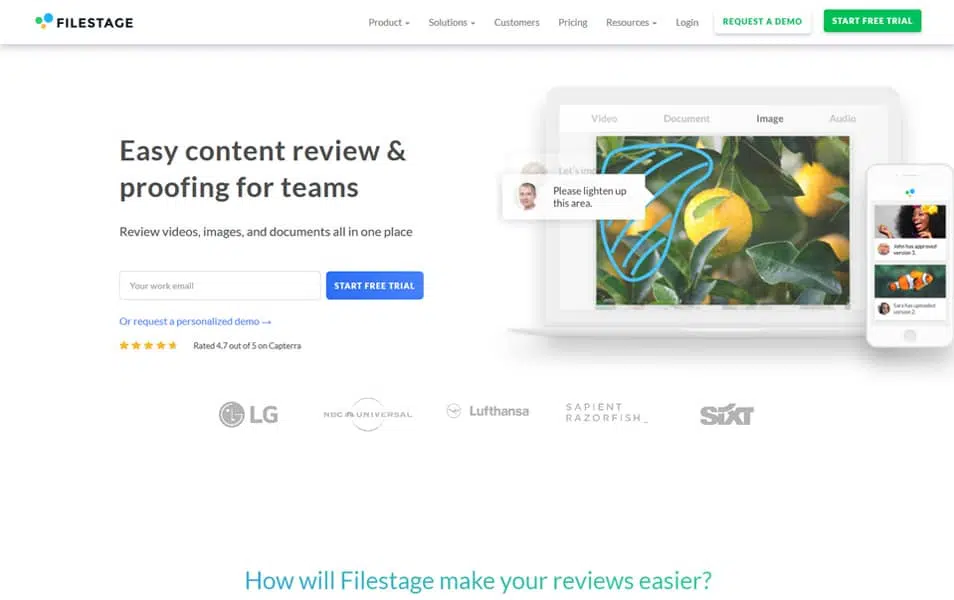 FILESTAGE
Product
Solutions
Customers
Pricing
Resources
Login
REQUEST A DEMO
START FREE TRIAL
Easy content review &
proofing for teams
Review videos, images, and documents all in one place
Your work email
START FREE TRIAL
Or request a personalized demo →
Rated 4.7 out of 5 on Capterra
Video
Document
Image
Audio
Let's
Please lighten up
this area.
John has approved
version 3.
Sara has uploaded
version 2.
LG
NBC UNIVERSAL
Lufthansa
SAPIENT
RAZORFISH_
SIXT
How will Filestage make your reviews easier?